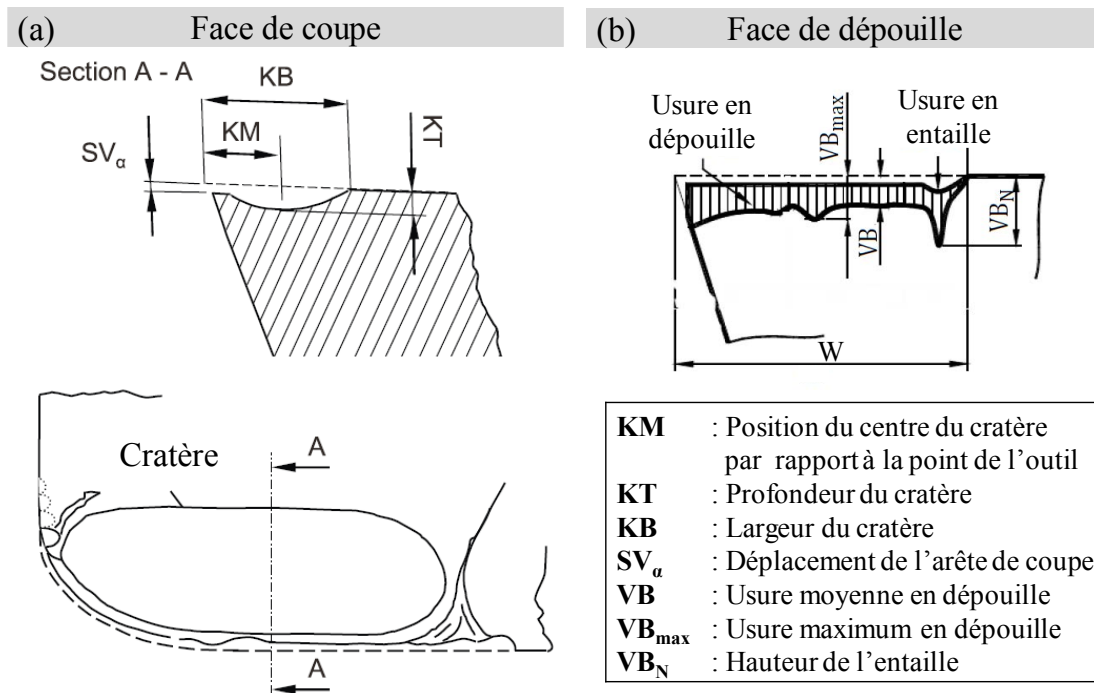 (a) Face de coupe
Section A - A
KB
KM
KT
SVα
Cratère
A
A
(b) Face de dépouille
Usure en
dépouille
VBmax
Usure en
entaille
VB
VBN
W
KM : Position du centre du cratère
par rapport à la point de l'outil
KT : Profondeur du cratère
KB : Largeur du cratère
SVα : Déplacement de l'arête de coupe
VB : Usure moyenne en dépouille
VBmax : Usure maximum en dépouille
VBN : Hauteur de l'entaille